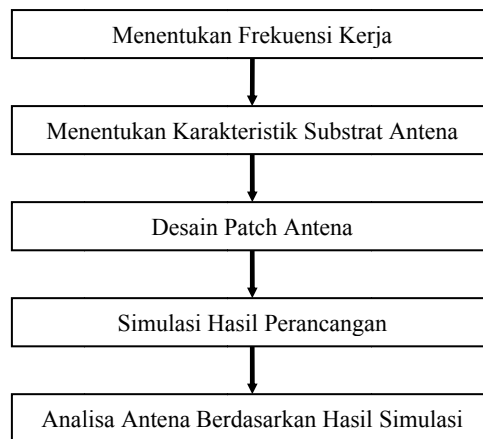 Menentukan Frekuensi Kerja
Menentukan Karakteristik Substrat Antena
Desain Patch Antena
Simulasi Hasil Perancangan
Analisa Antena Berdasarkan Hasil Simulasi